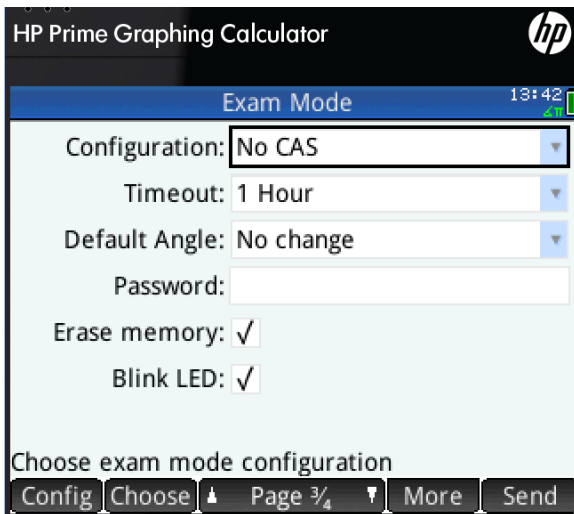 HP Prime Graphing Calculator
hp
Exam Mode 13:42
∡π
Configuration: No CAS
Timeout: 1 Hour
Default Angle: No change
Password:
Erase memory: √
Blink LED: √
Choose exam mode configuration
Config Choose Page ¾ More Send